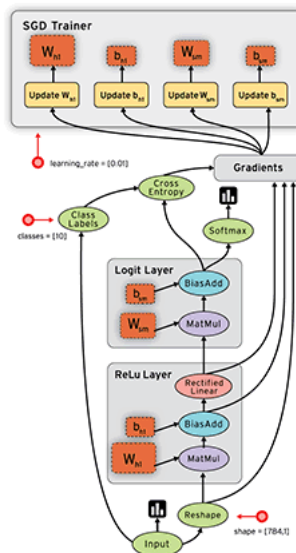 SGD Trainer
W_h1
b_h1
W_sm
b_sm
Update W_h1
Update b_h1
Update W_sm
Update b_sm
learning_rate = [0.01]
Cross
Entropy
Gradients
Class
Labels
classes = [10]
Softmax
Logit Layer
b_sm
BiasAdd
W_sm
MatMul
ReLu Layer
Rectified
Linear
b_h1
BiasAdd
W_h1
MatMul
Reshape
shape = [784,1]
Input